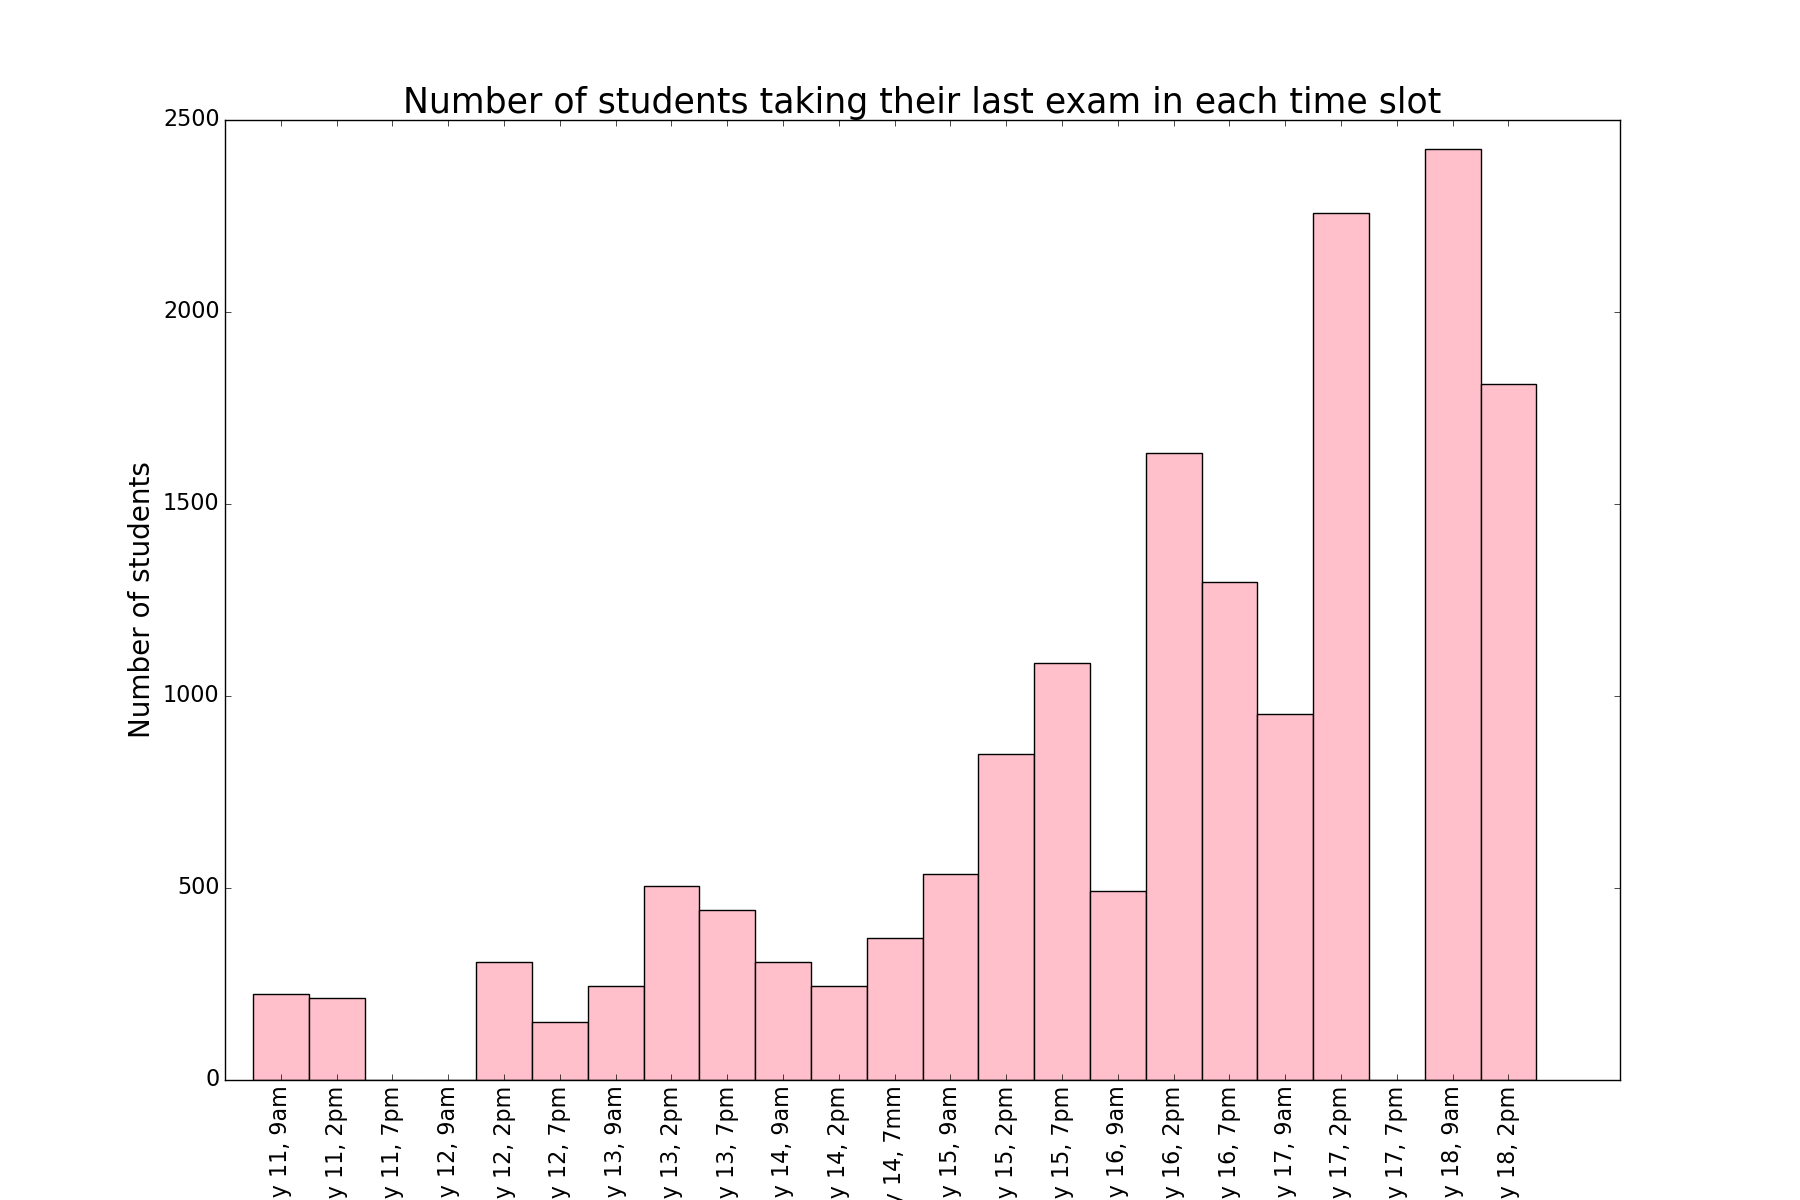 Number of students taking their last exam in each time slot
Number of students
2500
2000
1500
1000
500
0
y 11, 9am
y 11, 2pm
y 11, 7pm
y 12, 9am
y 12, 2pm
y 12, 7pm
y 13, 9am
y 13, 2pm
y 13, 7pm
y 14, 9am
y 14, 2pm
y 14, 7mm
y 15, 9am
y 15, 2pm
y 15, 7pm
y 16, 9am
y 16, 2pm
y 16, 7pm
y 17, 9am
y 17, 2pm
y 17, 7pm
y 18, 9am
y 18, 2pm